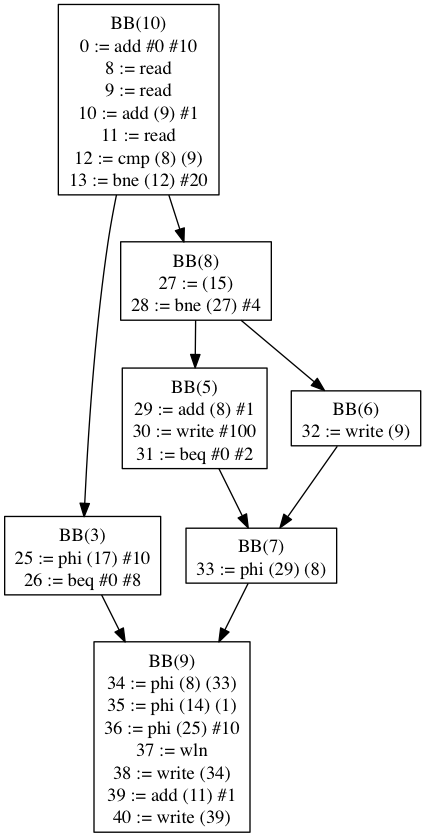 BB(10)
0 := add #0 #10
8 := read
9 := read
10 := add (9) #1
11 := read
12 := cmp (8) (9)
13 := bne (12) #20
BB(8)
27 := (15)
28 := bne (27) #4
BB(5)
29 := add (8) #1
30 := write #100
31 := beq #0 #2
BB(6)
32 := write (9)
BB(3)
25 := phi (17) #10
26 := beq #0 #8
BB(7)
33 := phi (29) (8)
BB(9)
34 := phi (8) (33)
35 := phi (14) (1)
36 := phi (25) #10
37 := wln
38 := write (34)
39 := add (11) #1
40 := write (39)